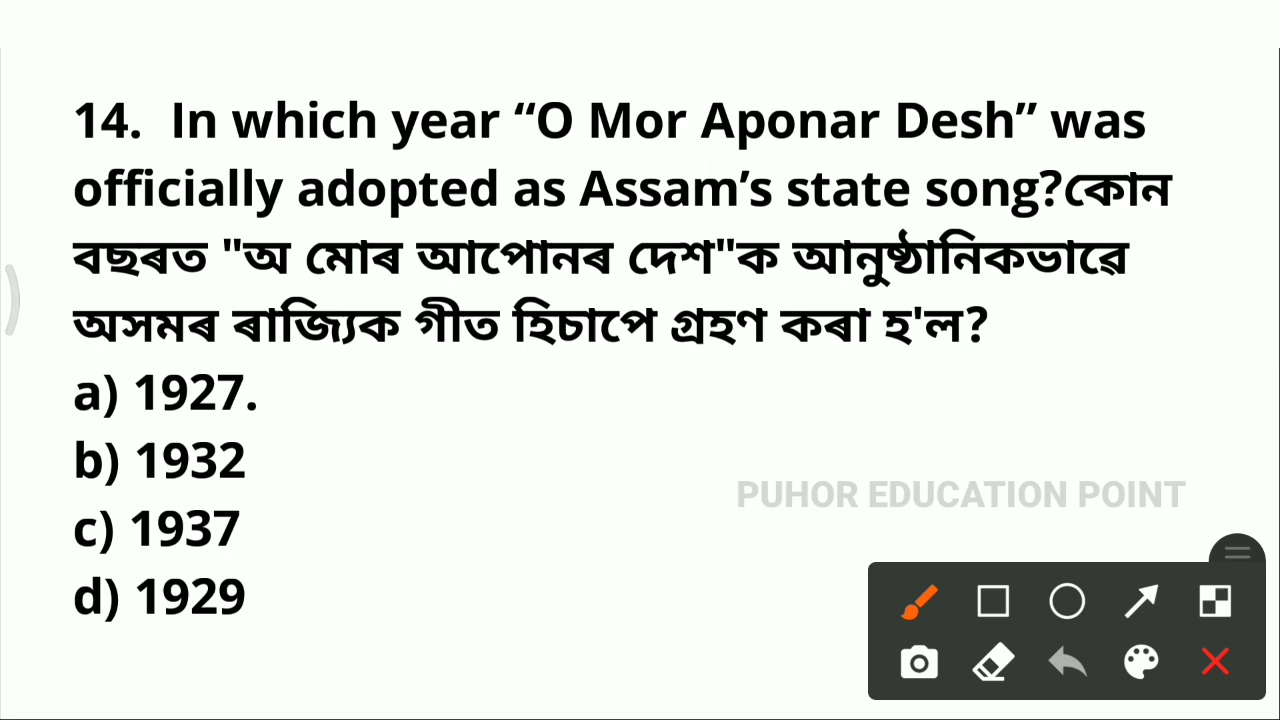 14.  In which year “O Mor Aponar Desh” was
officially adopted as Assam’s state song?কোন
বছৰত "অ মোৰ আপোনৰ দেশ"ক আনুষ্ঠানিকভাৱে
অসমৰ ৰাজ্যিক গীত হিচাপে গ্ৰহণ কৰা হ'ল?
a) 1927.
b) 1932
c) 1937
d) 1929
PUHOR EDUCATION POINT